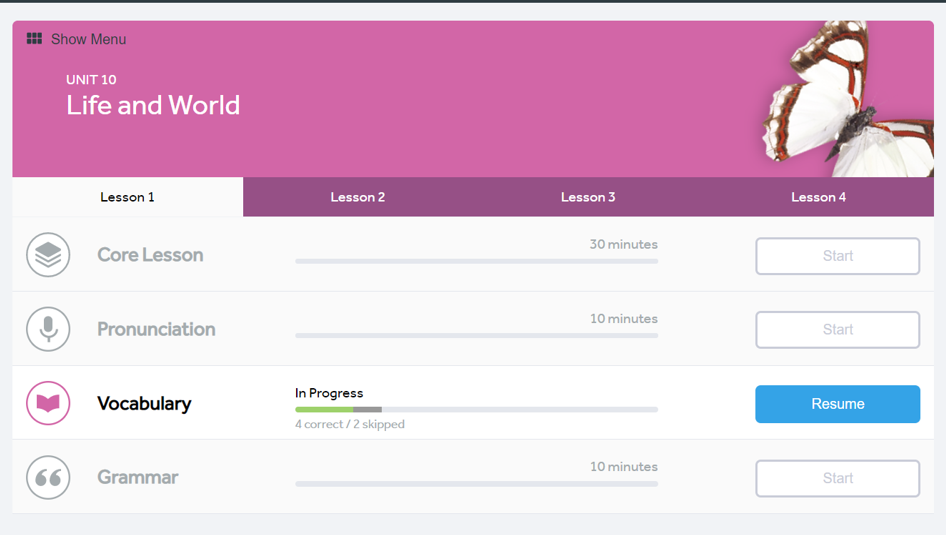 Show Menu
UNIT 10
Life and World
Lesson 1
Lesson 2
Lesson 3
Lesson 4
Core Lesson
30 minutes
Start
Pronunciation
10 minutes
Start
Vocabulary
In Progress
4 correct / 2 skipped
Resume
Grammar
10 minutes
Start